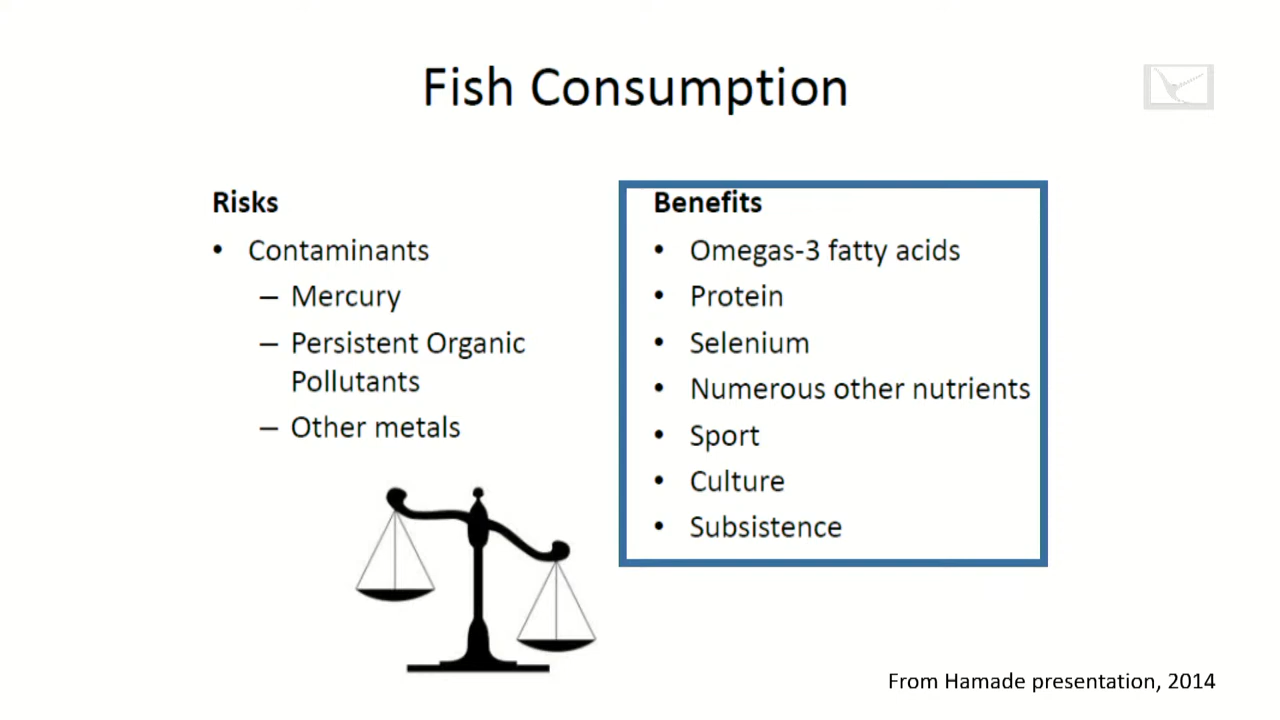 Fish Consumption
Risks
• Contaminants
– Mercury
– Persistent Organic
Pollutants
– Other metals
Benefits
• Omegas-3 fatty acids
• Protein
• Selenium
• Numerous other nutrients
• Sport
• Culture
• Subsistence
From Hamade presentation, 2014